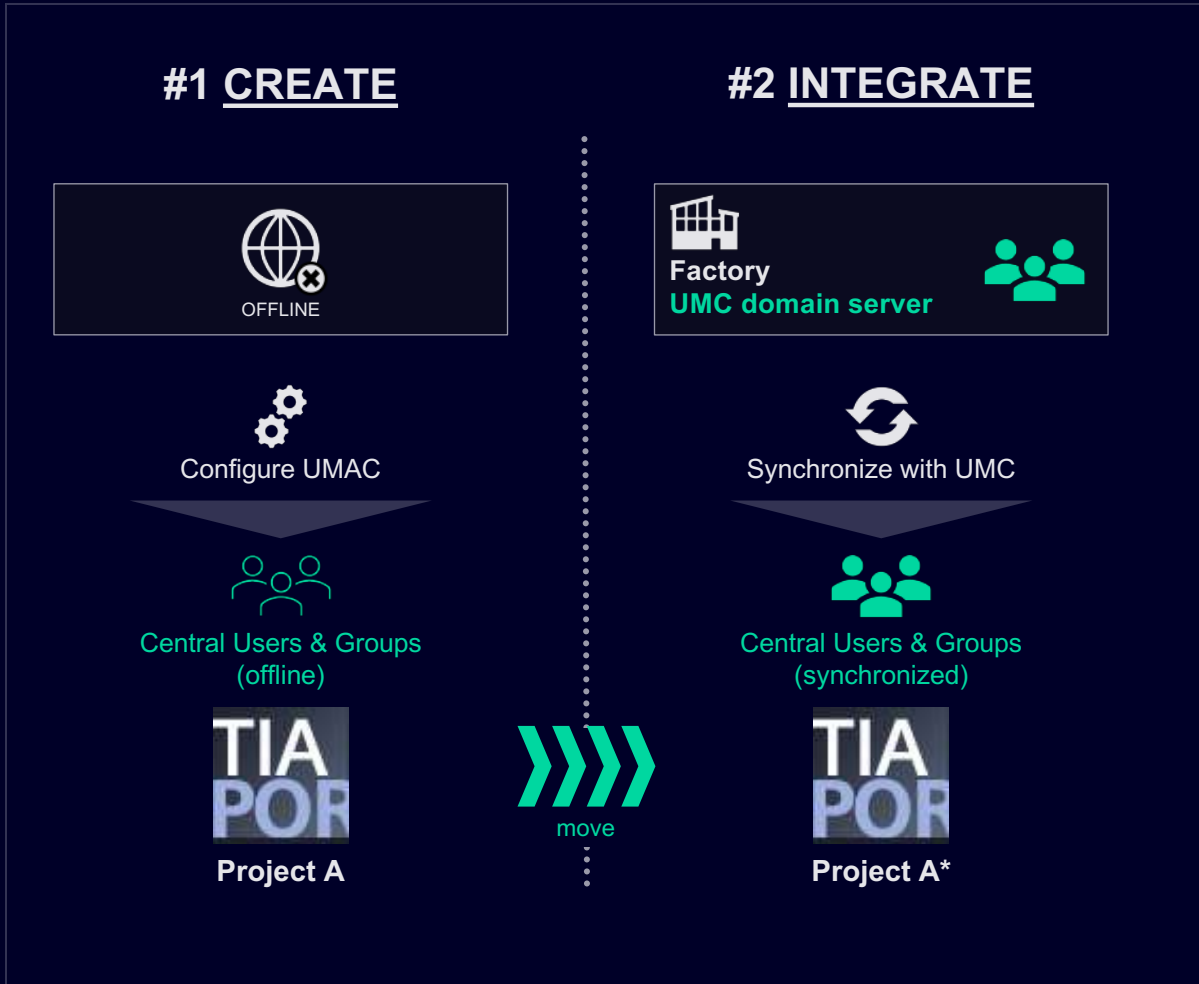 #1 CREATE
OFFLINE
Configure UMAC
Central Users & Groups
(offline)
TIA
POR
Project A
move
#2 INTEGRATE
Factory
UMC domain server
Synchronize with UMC
Central Users & Groups
(synchronized)
TIA
POR
Project A*